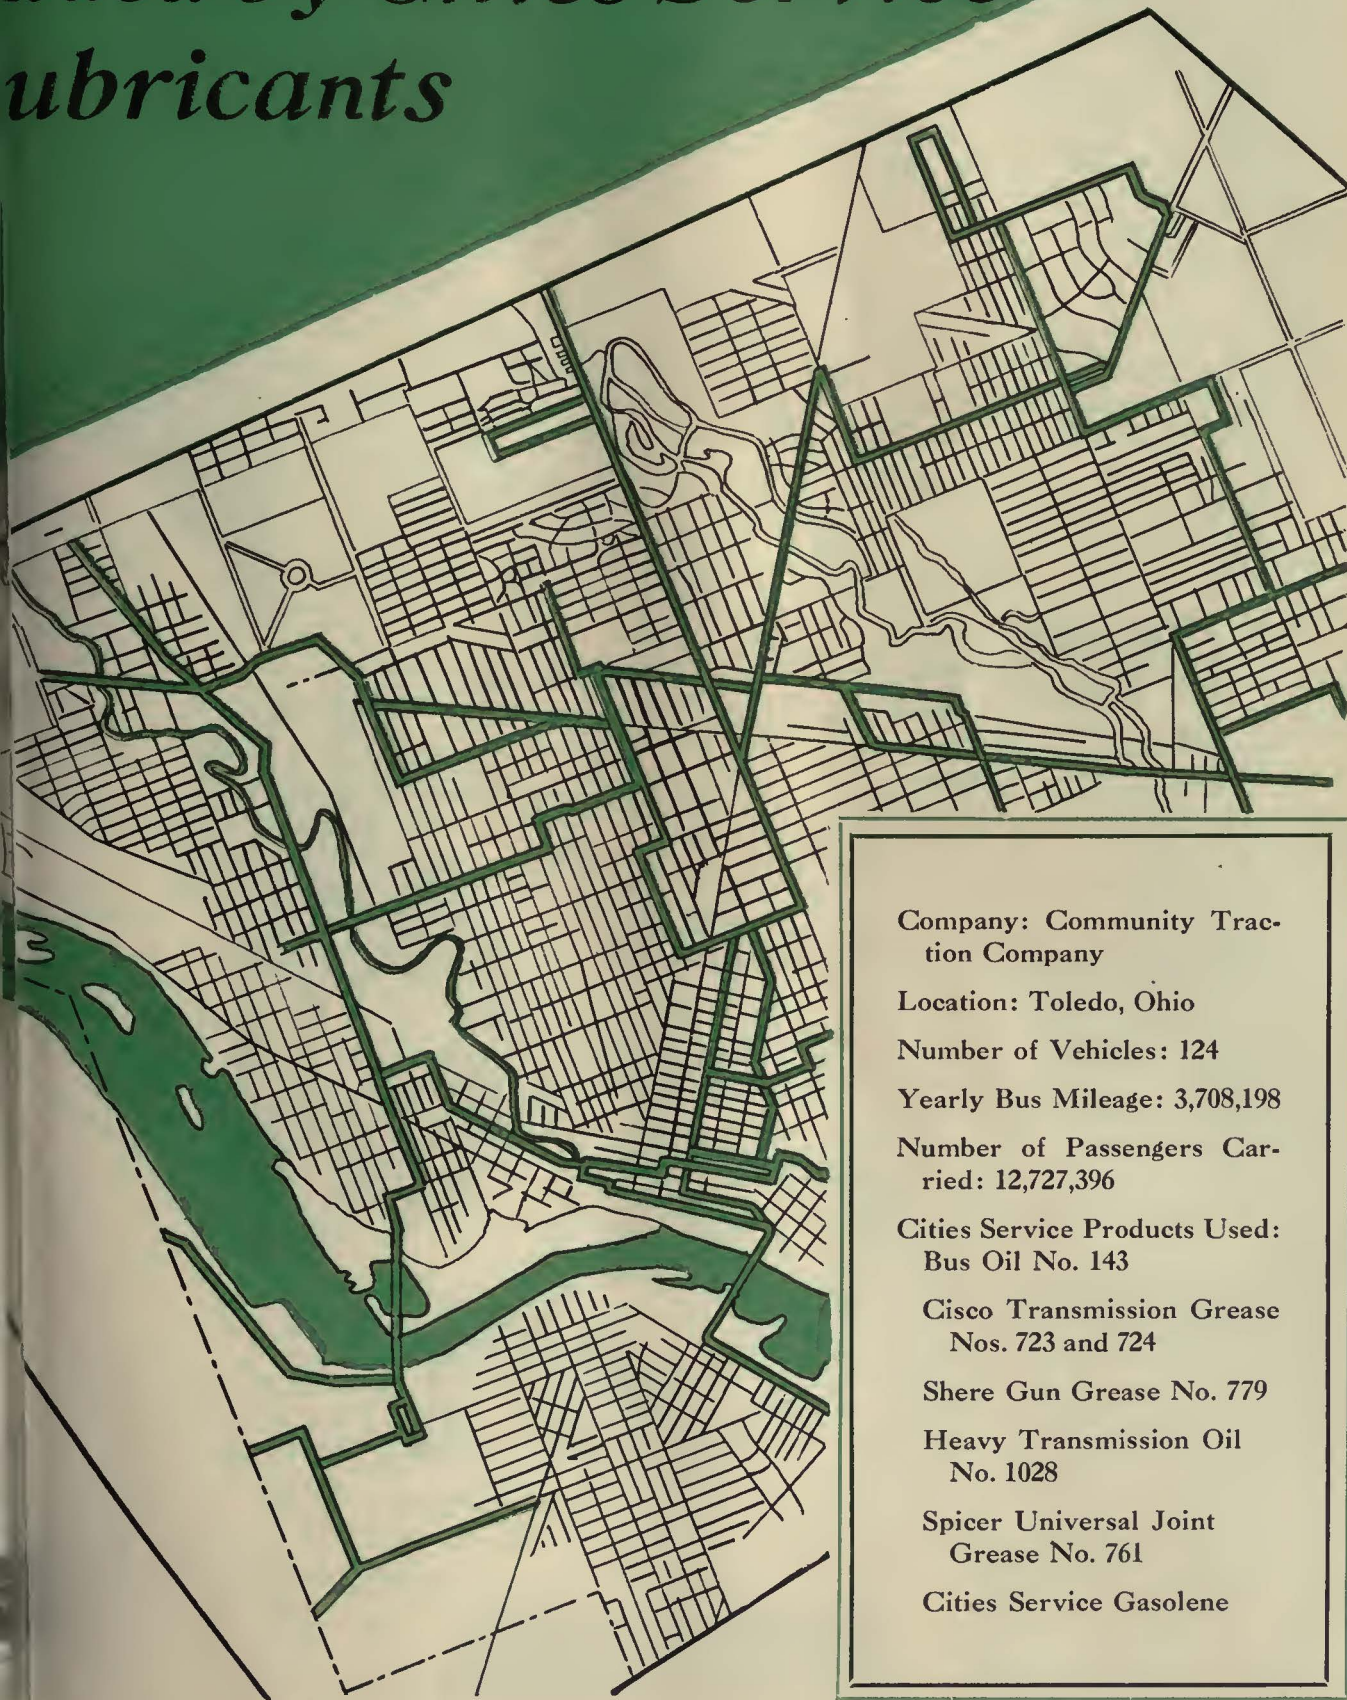 by Cities Service
ubricants
Company: Community Trac-
tion Company
Location: Toledo, Ohio
Number of Vehicles: 124
Yearly Bus Mileage: 3,708,198
Number of Passengers Car-
ried: 12,727,396
Cities Service Products Used:
Bus Oil No. 143
Cisco Transmission Grease
Nos. 723 and 724
Shere Gun Grease No. 779
Heavy Transmission Oil
No. 1028
Spicer Universal Joint
Grease No. 761
Cities Service Gasolene